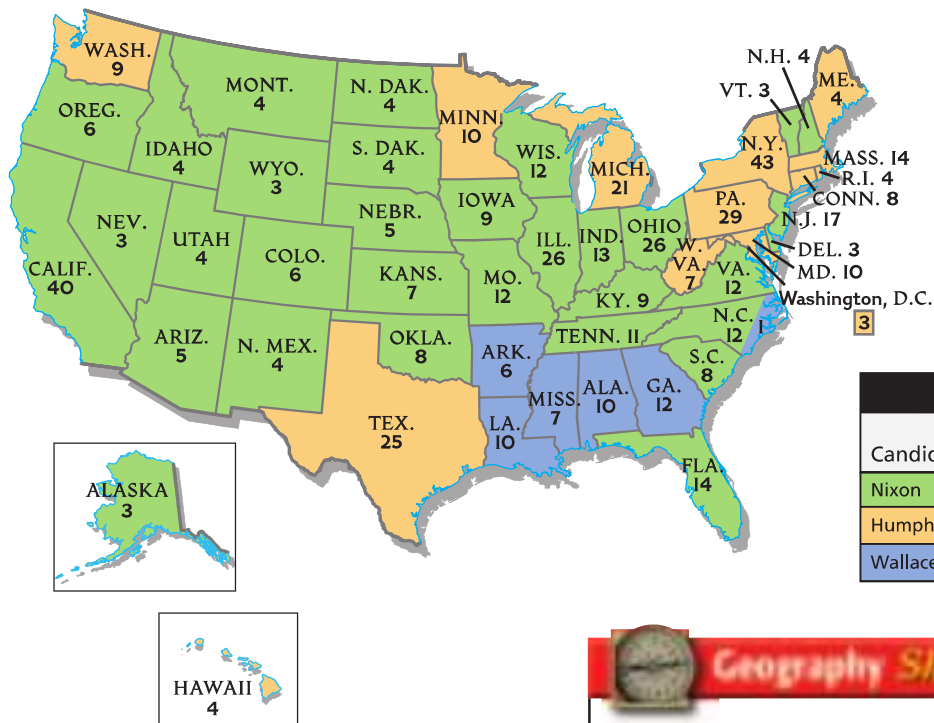 WASH.
9
OREG.
6
CALIF.
40
NEV.
3
IDAHO
4
MONT.
4
WYO.
3
UTAH
4
COLO.
6
ARIZ.
5
N. MEX.
4
N. DAK.
4
S. DAK.
4
NEBR.
5
KANS.
7
OKLA.
8
TEX.
25
MINN.
10
IOWA
9
MO.
12
ARK.
6
LA.
10
WIS.
12
ILL.
26
MICH.
21
IND.
13
OHIO
26
KY. 9
TENN. 11
MISS.
7
ALA.
10
GA.
12
FLA.
14
S.C.
8
N.C.
12
1
VA.
12
W.
VA.
7
PA.
29
N.Y.
43
VT. 3
N.H. 4
ME.
4
MASS. 14
R.I. 4
CONN. 8
N.J. 17
DEL. 3
MD. 10
Washington, D.C.
3
ALASKA
3
HAWAII
4
Candid
Nixon
Humph
Wallace
Geography